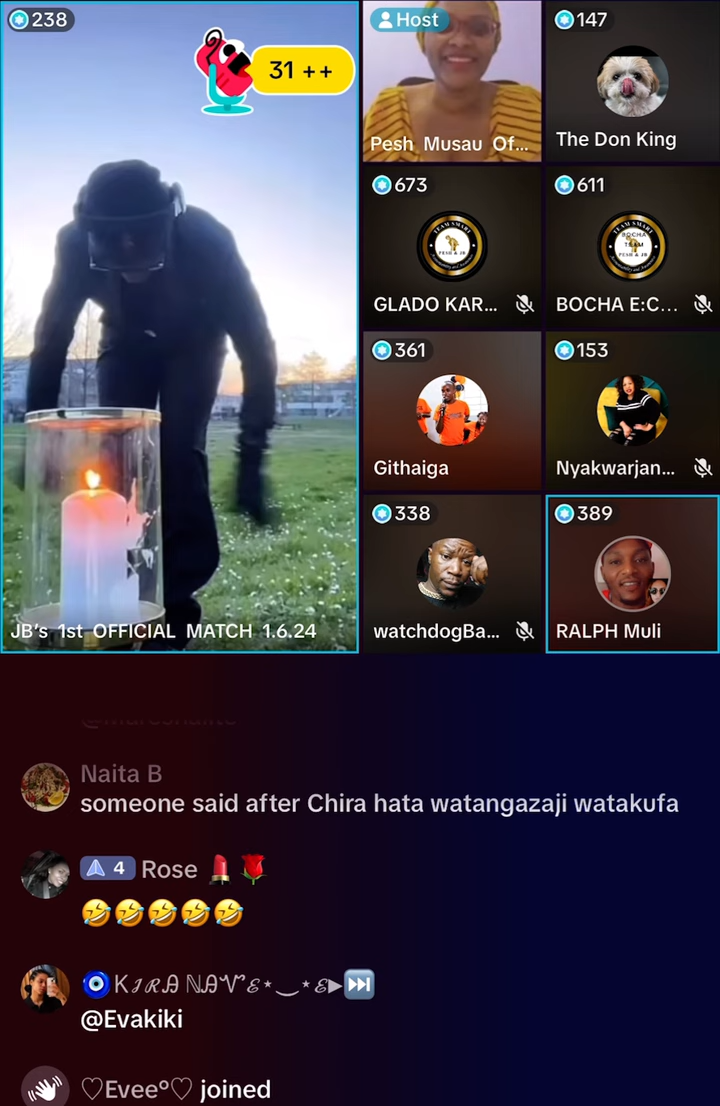 238
31 ++
JB's 1st OFFICIAL MATCH 1.6.24
Host
Pesh Musau Of...
147
The Don King
673
GLADO KAR...
611
BOCHA E:C...
361
Githaiga
153
Nyakwarjan...
338
watchdogBa...
389
RALPH Muli
Naita B
someone said after Chira hata watangazaji watakufa
4 Rose 💄🌹
🤣🤣🤣🤣🤣
@Evakiki
♡Eveeº♡ joined